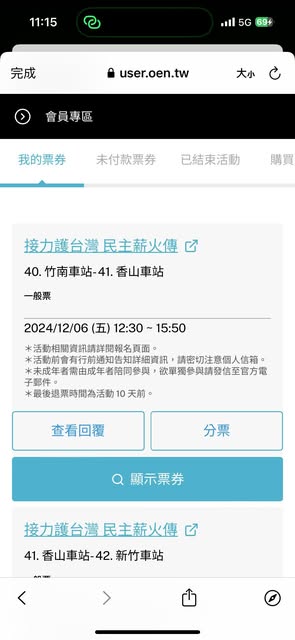 11:15
5G 69
完成
user.oen.tw
大小
會員專區
我的票券 未付款票券 已結束活動 購買
接力護台灣 民主薪火傳
40. 竹南車站-41. 香山車站
一般票
2024/12/06 (五) 12:30 ~ 15:50
＊活動相關資訊請詳閱報名頁面。
＊活動前會有行前通知告知詳細資訊，請密切注意個人信箱。
＊未成年者需由成年者陪同參與，欲單獨參與請發信至官方電
子郵件。
＊最後退票時間為活動 10 天前。
查看回覆 分票
顯示票券
接力護台灣 民主薪火傳
41. 香山車站-42. 新竹車站